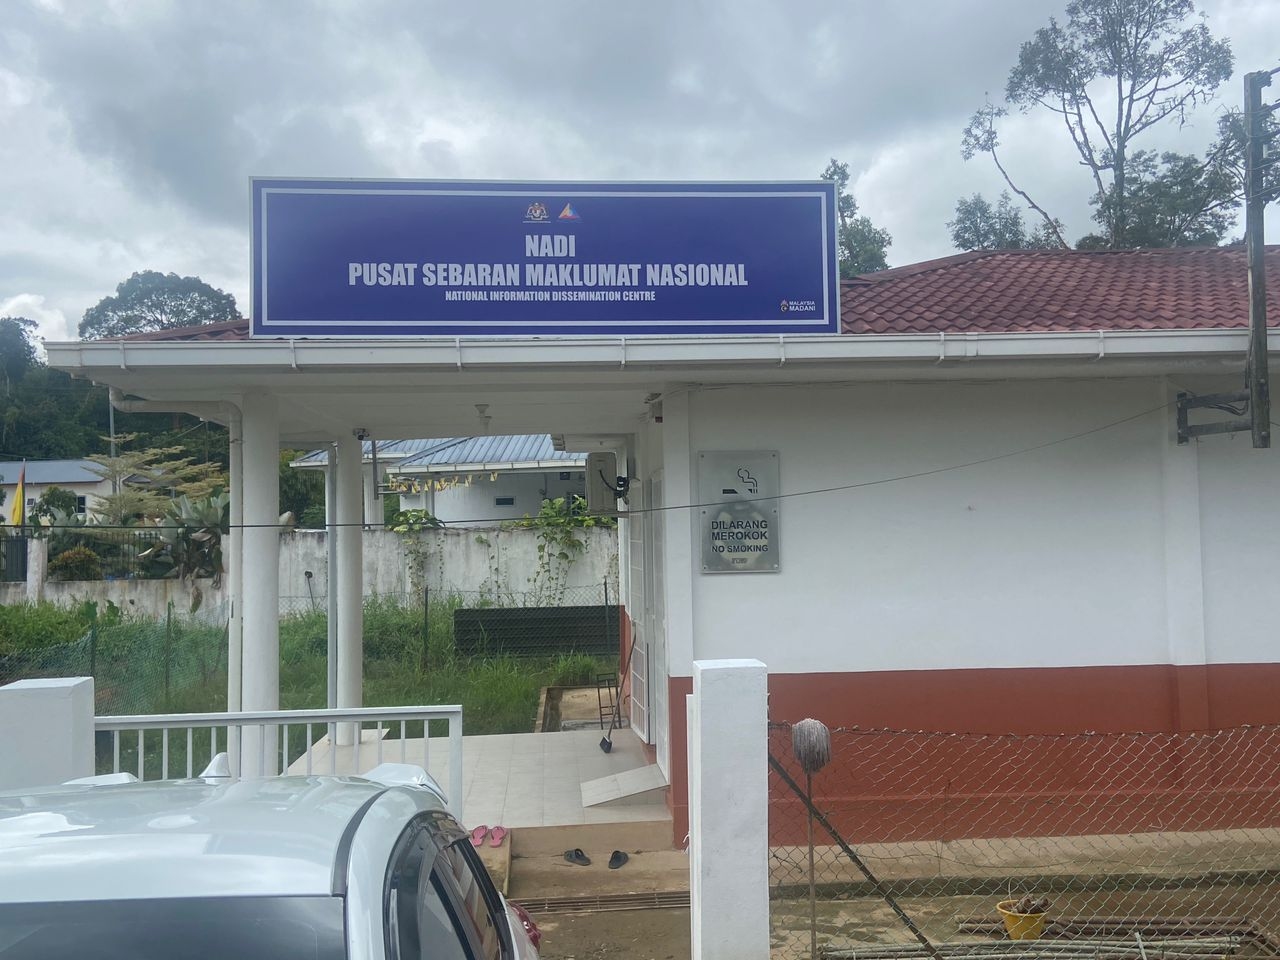 NADI
PUSAT SEBARAN MAKLUMAT NASIONAL
NATIONAL INFORMATION DISSEMINATION CENTRE
MALAYSIA
MADANI
DILARANG
MEROKOK
NO SMOKING